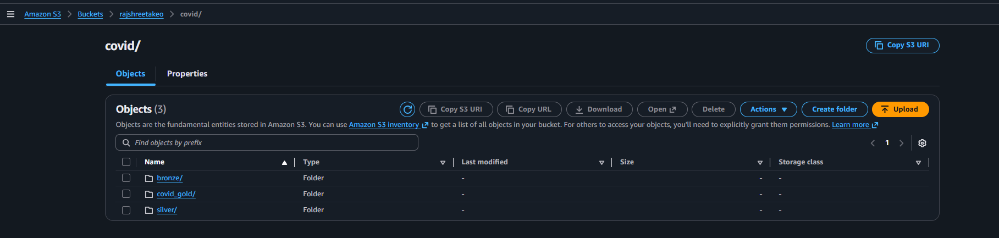 Amazon S3 > Buckets > rajshreetakeo > covid/
covid/
Copy S3 URI
Objects Properties
Objects (3)
Copy S3 URI Copy URL Download Open Delete Actions Create folder Upload
Objects are the fundamental entities stored in Amazon S3. You can use Amazon S3 inventory to get a list of all objects in your bucket. For others to access your objects, you'll need to explicitly grant them permissions. Learn more
Find objects by prefix
1
Name Type Last modified Size Storage class
bronze/ Folder - - -
covid_gold/ Folder - - -
silver/ Folder - - -